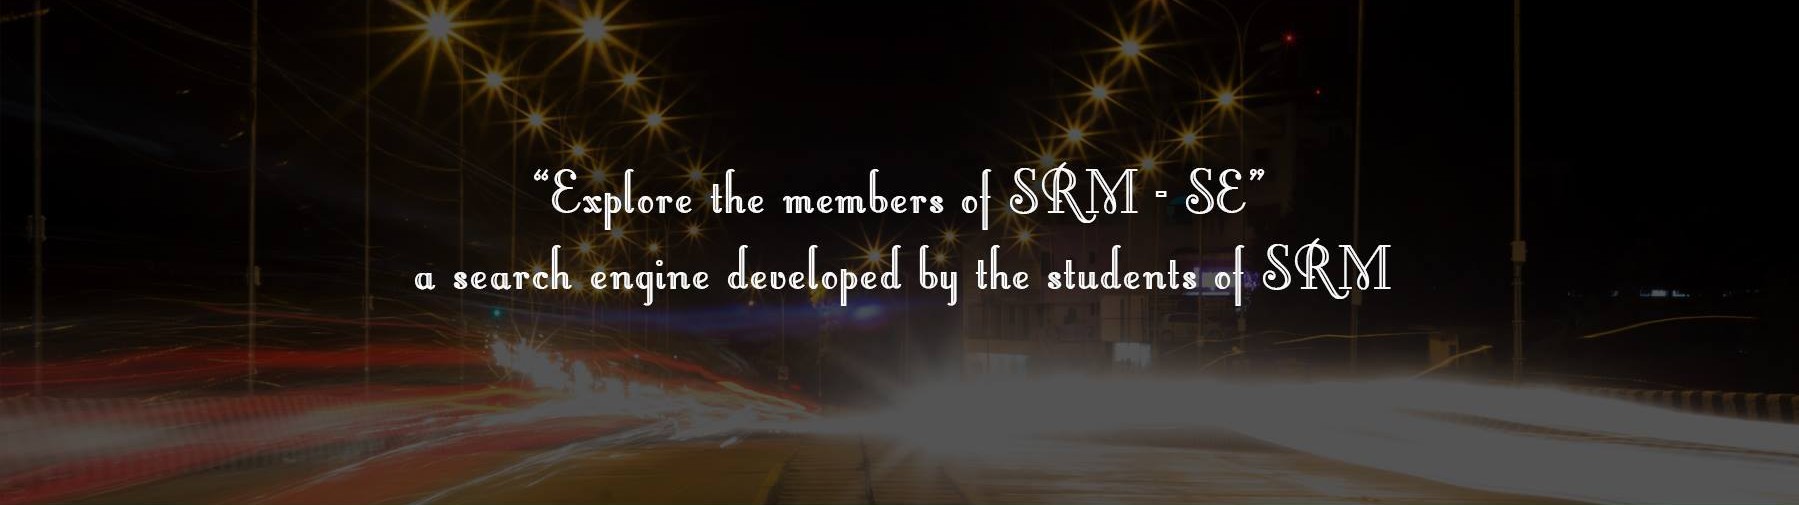 “Explore the members of SRM - SE”
a search engine developed by the students of SRM